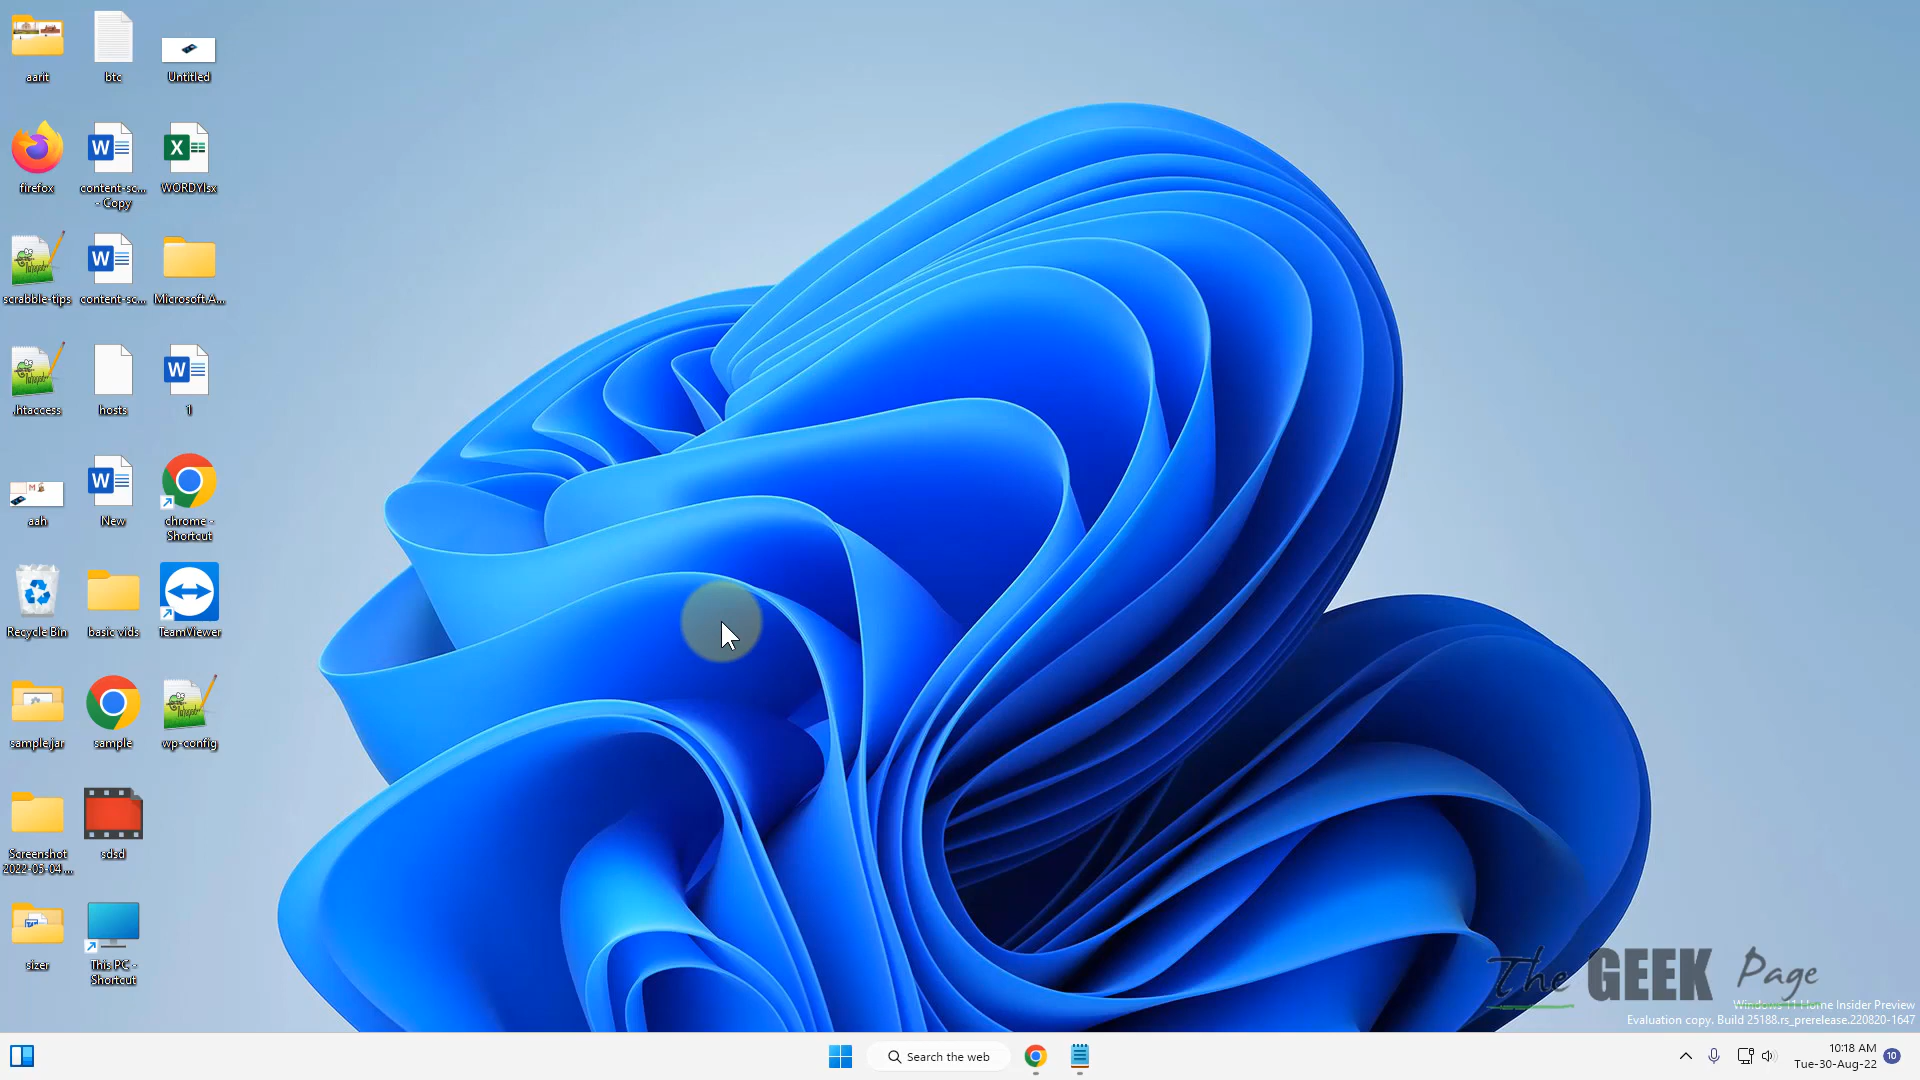 aarit
btc
Untitled
firefox
content-sc...
- Copy
WORDYlsx
scrabble-tips
content-sc...
Microsoft.A...
.htaccess
hosts
1
aah
New
chrome -
Shortcut
Recycle Bin
basic vids
TeamViewer
sample.jar
sample
wp-config
Screenshot
2022-05-04...
sdsd
sizer
This PC -
Shortcut
The GEEK Page
Windows 11 Home Insider Preview
Evaluation copy. Build 25188.rs_prerelease.220820-1647
Search the web
10:18 AM
Tue-30-Aug-22
10